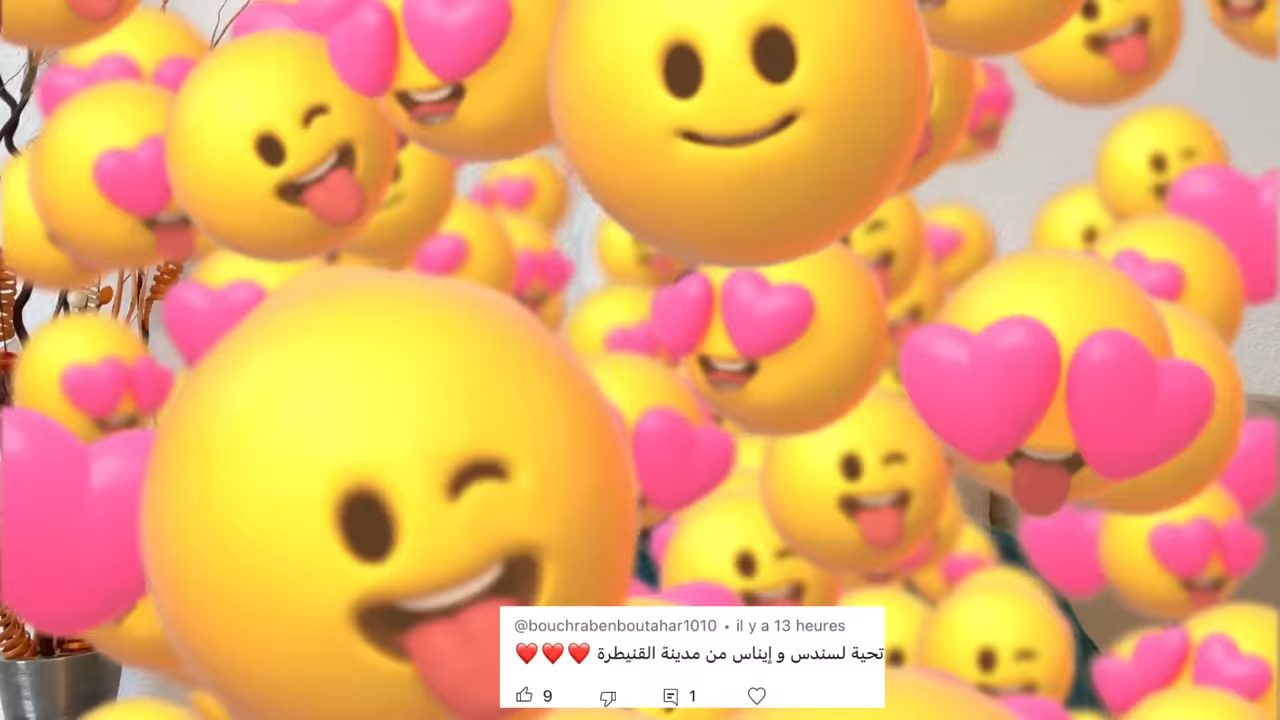 @bouchrabenboutahar1010 • il y a 13 heures
تحية لسندس و إيناس من مدينة القنيطرة ❤️❤️❤️
9 1